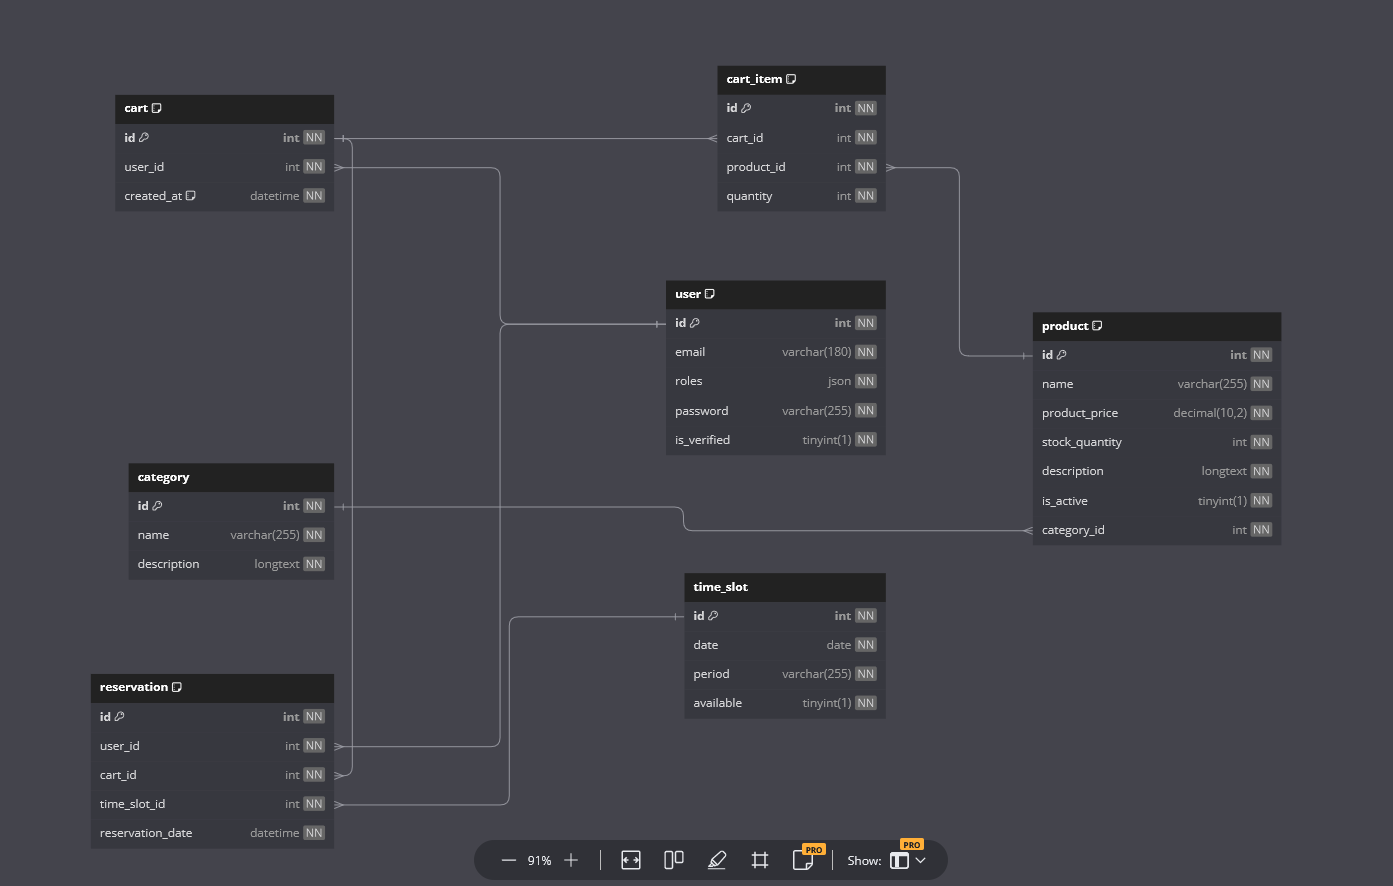 cart
id int NN
user_id int NN
created_at datetime NN
cart_item
id int NN
cart_id int NN
product_id int NN
quantity int NN
user
id int NN
email varchar(180) NN
roles json NN
password varchar(255) NN
is_verified tinyint(1) NN
product
id int NN
name varchar(255) NN
product_price decimal(10,2) NN
stock_quantity int NN
description longtext NN
is_active tinyint(1) NN
category_id int NN
category
id int NN
name varchar(255) NN
description longtext NN
time_slot
id int NN
date date NN
period varchar(255) NN
available tinyint(1) NN
reservation
id int NN
user_id int NN
cart_id int NN
time_slot_id int NN
reservation_date datetime NN
91% PRO Show: PRO